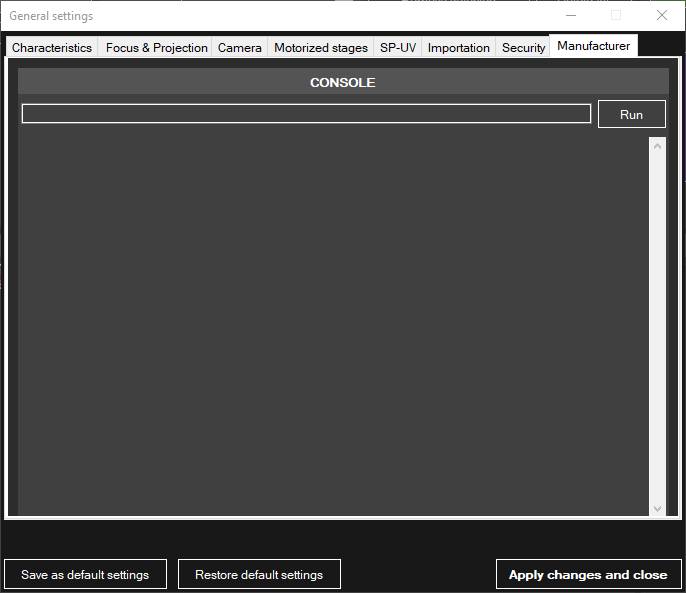 General settings
Characteristics Focus & Projection Camera Motorized stages SP-UV Importation Security Manufacturer
CONSOLE
Run
Save as default settings Restore default settings Apply changes and close